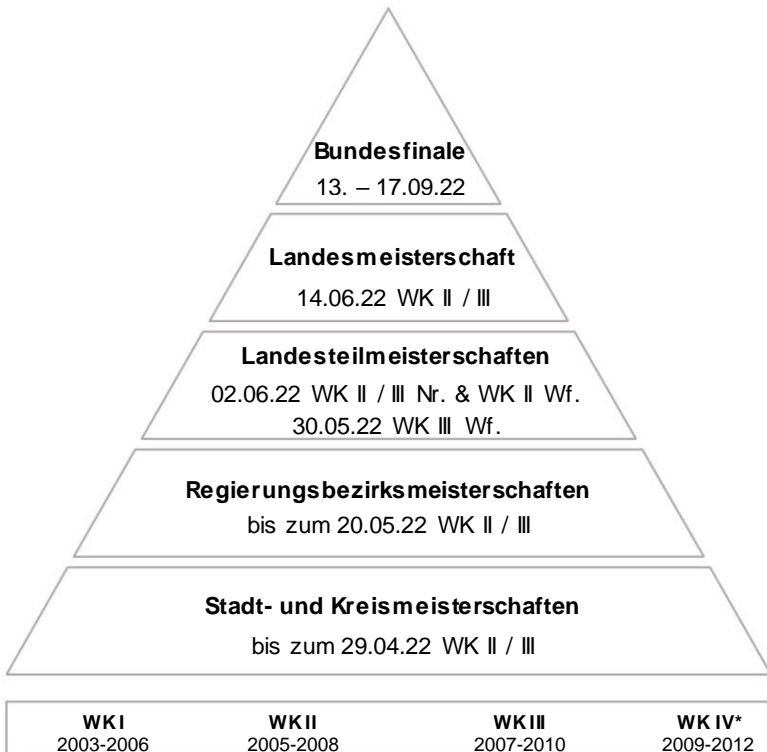 Bundesfinale
13. – 17.09.22
Landesmeisterschaft
14.06.22 WK II / III
Landesteilmeisterschaften
02.06.22 WK II / III Nr. & WK II Wf.
30.05.22 WK III Wf.
Regierungsbezirksmeisterschaften
bis zum 20.05.22 WK II / III
Stadt- und Kreismeisterschaften
bis zum 29.04.22 WK II / III
WK I WK II WK III WK IV*
2003-2006 2005-2008 2007-2010 2009-2012